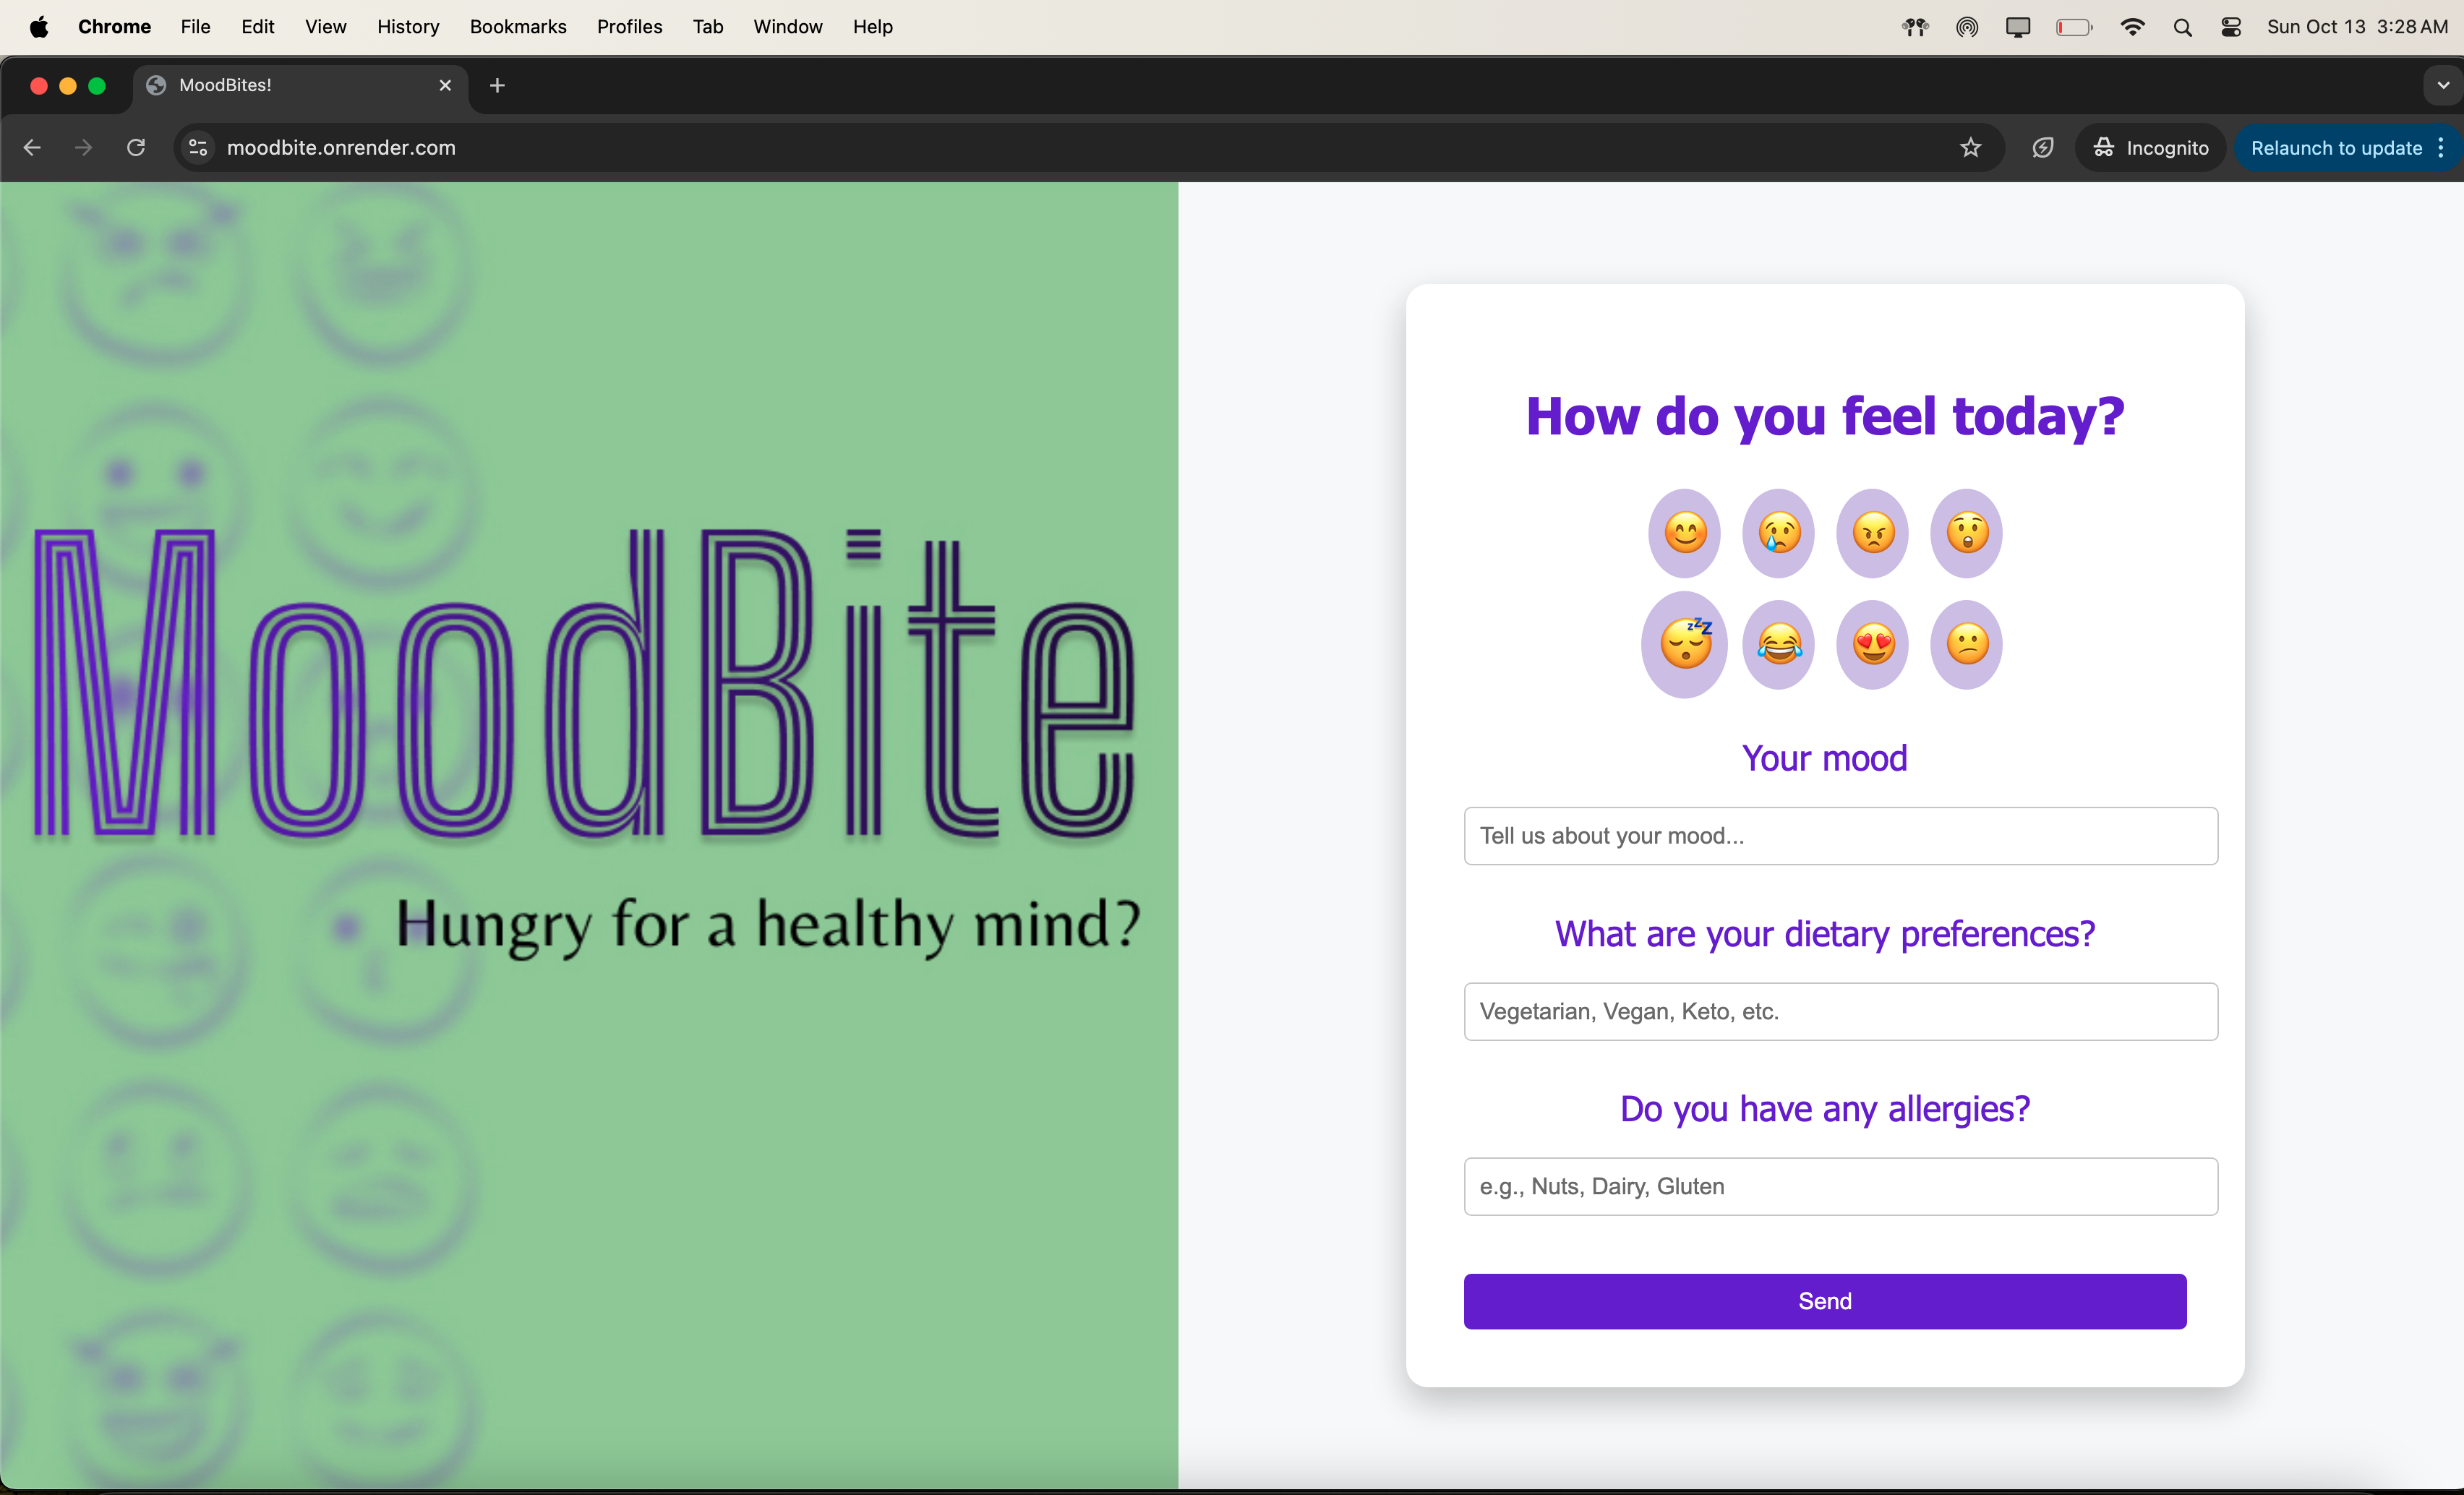 Chrome File Edit View History Bookmarks Profiles Tab Window Help Sun Oct 13 3:28 AM
MoodBites!
moodbite.onrender.com Incognito Relaunch to update
MoodBite
Hungry for a healthy mind?
How do you feel today?
Your mood
Tell us about your mood...
What are your dietary preferences?
Vegetarian, Vegan, Keto, etc.
Do you have any allergies?
e.g., Nuts, Dairy, Gluten
Send